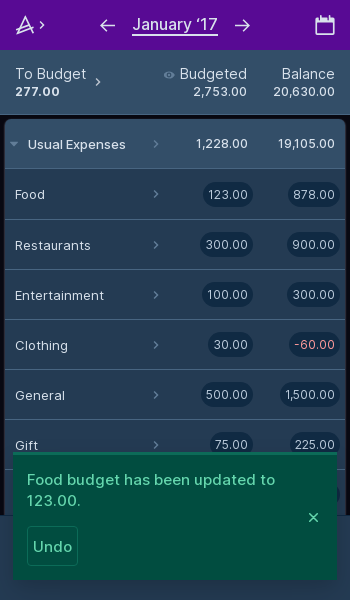 January ‘17
To Budget
Budgeted
Balance
277.00
2,753.00
20,630.00
Usual Expenses
1,228.00
19,105.00
Food
123.00
878.00
Restaurants
300.00
900.00
Entertainment
100.00
300.00
Clothing
30.00
-60.00
General
500.00
1,500.00
Gift
75.00
225.00
Food budget has been updated to
123.00.
Undo